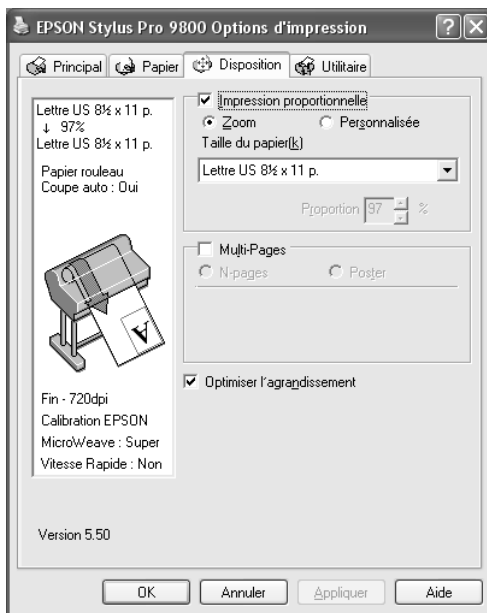 EPSON Stylus Pro 9800 Options d'impression
Principal Papier Disposition Utilitaire
Lettre US 8½ x 11 p.
↓ 97%
Lettre US 8½ x 11 p.
Papier rouleau
Coupe auto : Oui
A
Fin - 720dpi
Calibration EPSON
MicroWeave : Super
Vitesse Rapide : Non
Version 5.50
Impression proportionnelle
Zoom Personnalisée
Taille du papier(k)
Lettre US 8½ x 11 p.
Proportion 97 %
Multi-Pages
N-pages Poster
Optimiser l'agrandissement
OK Annuler Appliquer Aide